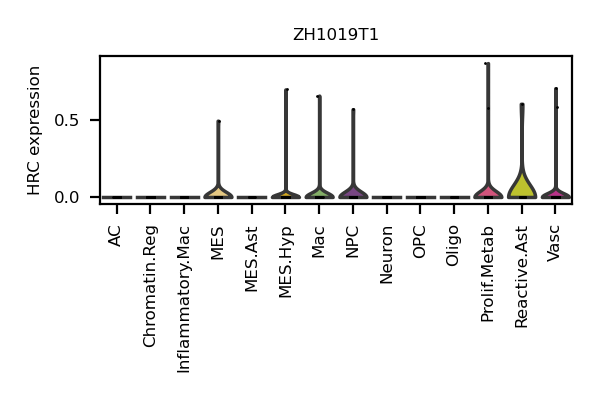 ZH1019T1
HRC expression
0.5
0.0
AC
Chromatin.Reg
Inflammatory.Mac
MES
MES.Ast
MES.Hyp
Mac
NPC
Neuron
OPC
Oligo
Prolif.Metab
Reactive.Ast
Vasc